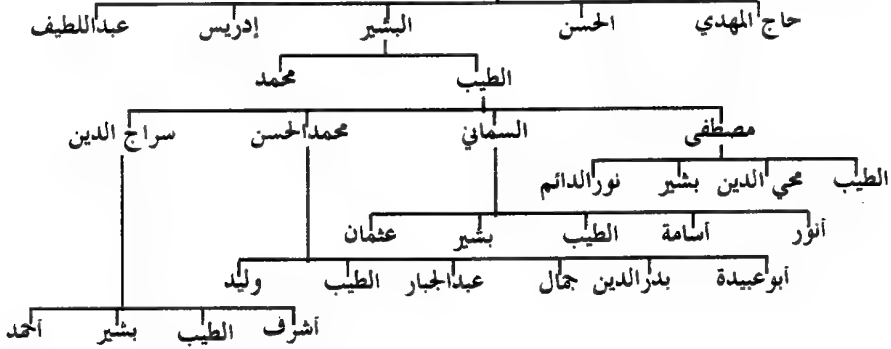 حاج المهدي الحسن البشير إدريس عبداللطيف
الطيب محمد
مصطفى السماني محمدالحسن سراج الدين
الطيب محي الدين بشير نورالدائم
أنور أسامة الطيب بشير عثمان
أبوعبيدة بدرالدين جمال عبدالجبار الطيب وليد
أشرف الطيب بشير أحمد